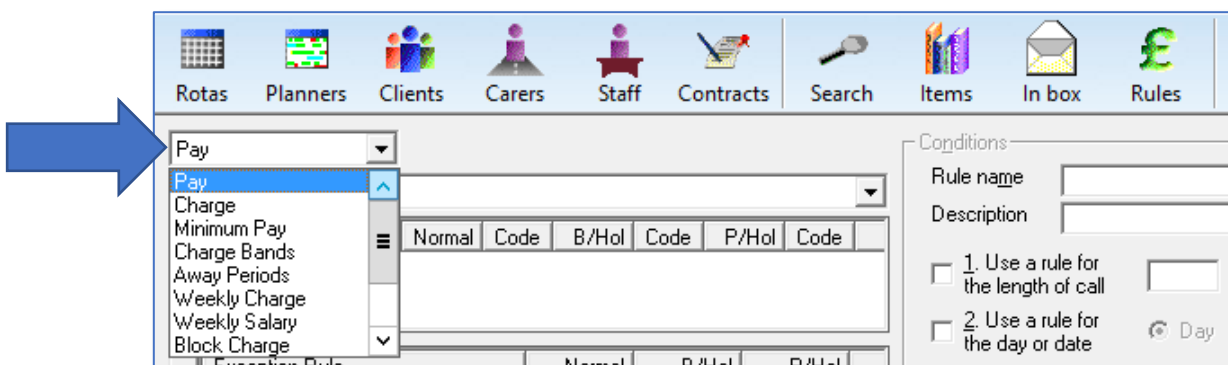 Rotas Planners Clients Carers Staff Contracts Search Items In box Rules
Pay
Pay
Charge
Minimum Pay
Charge Bands
Away Periods
Weekly Charge
Weekly Salary
Block Charge
Normal Code B/Hol Code P/Hol Code
Exception Rule Normal B/Hol P/Hol
Conditions
Rule name
Description
1. Use a rule for
the length of call
2. Use a rule for
the day or date
Day